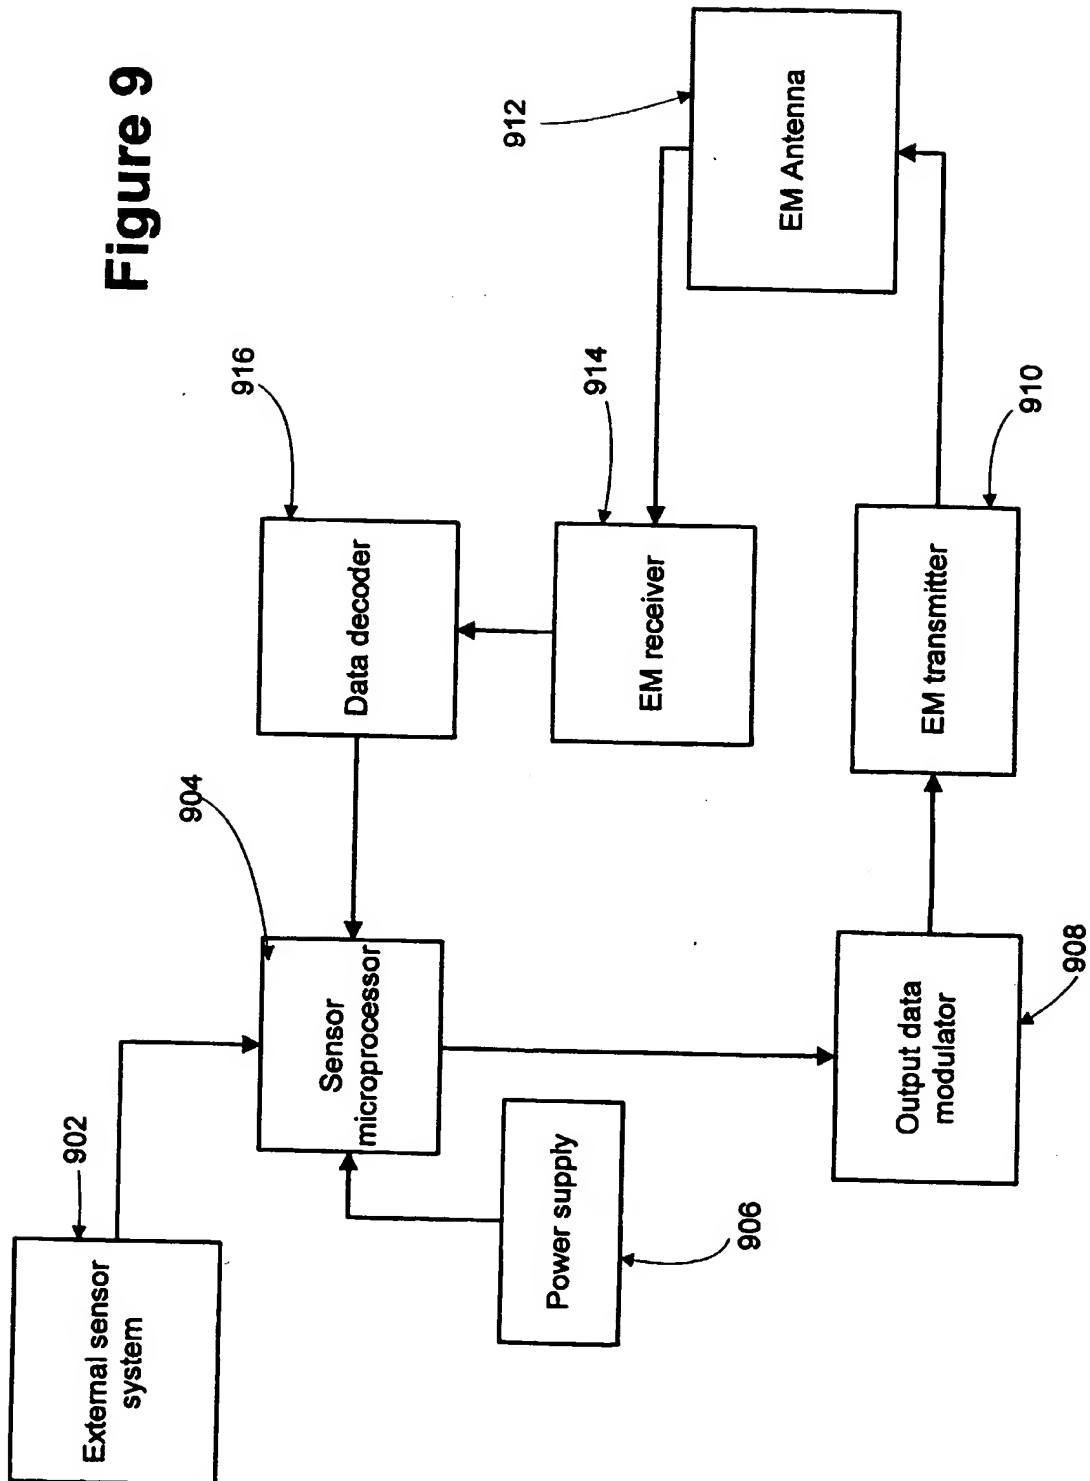 Figure 9
External sensor
system
902
Sensor
microprocessor
904
Data decoder
916
Power supply
906
EM receiver
914
EM Antenna
912
Output data
modulator
908
EM transmitter
910